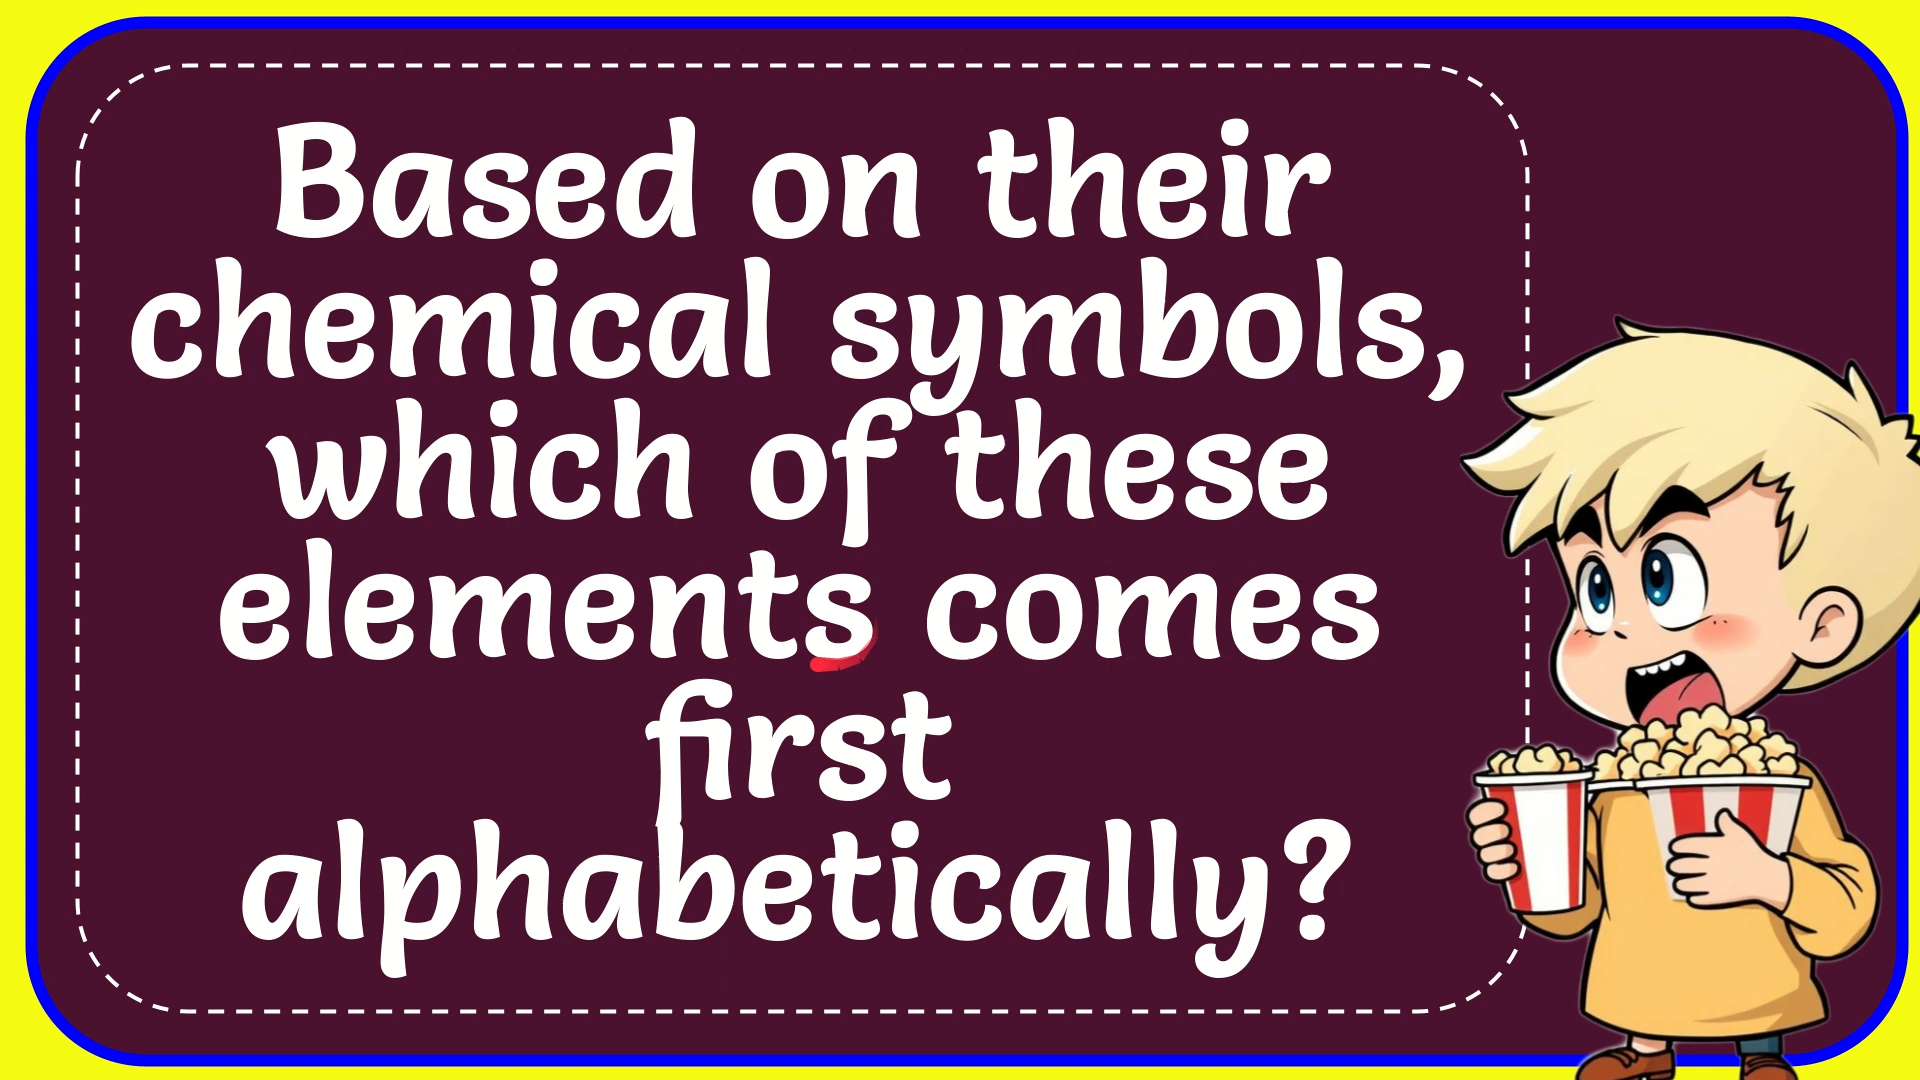 Based on their
chemical symbols,
which of these
elements comes
first
alphabetically?